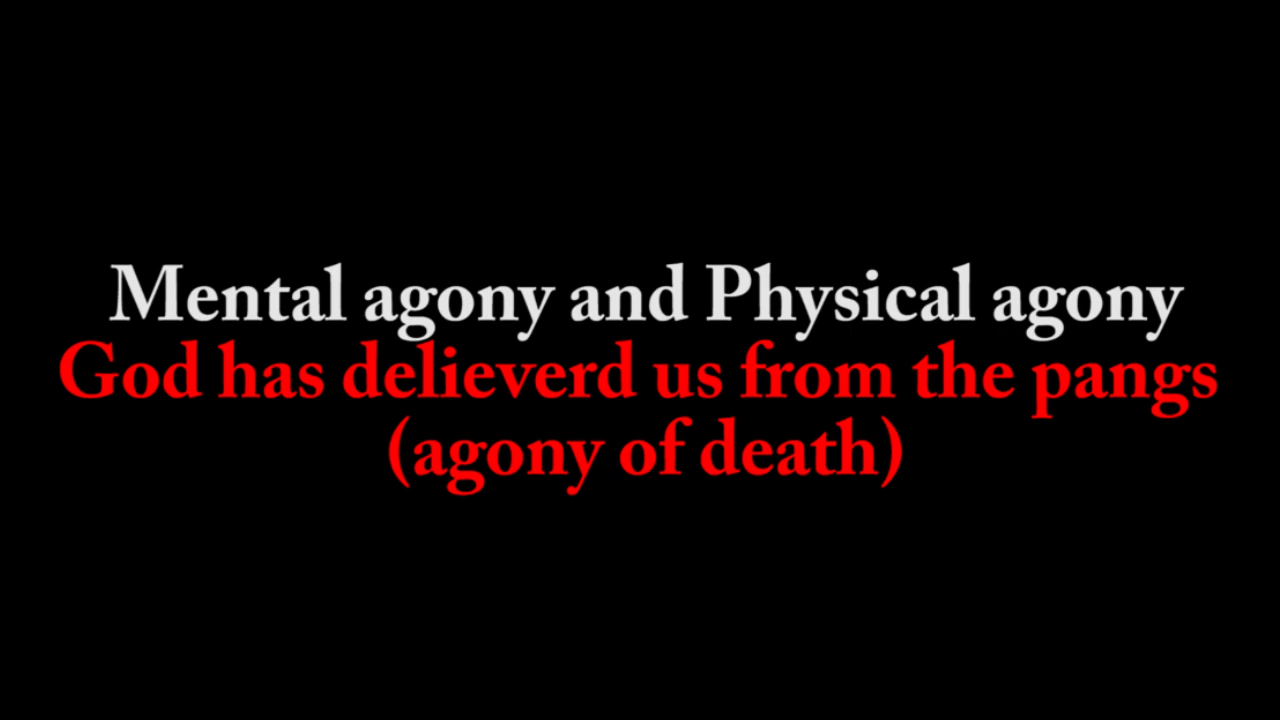 Mental agony and Physical agony
God has delieverd us from the pangs
(agony of death)